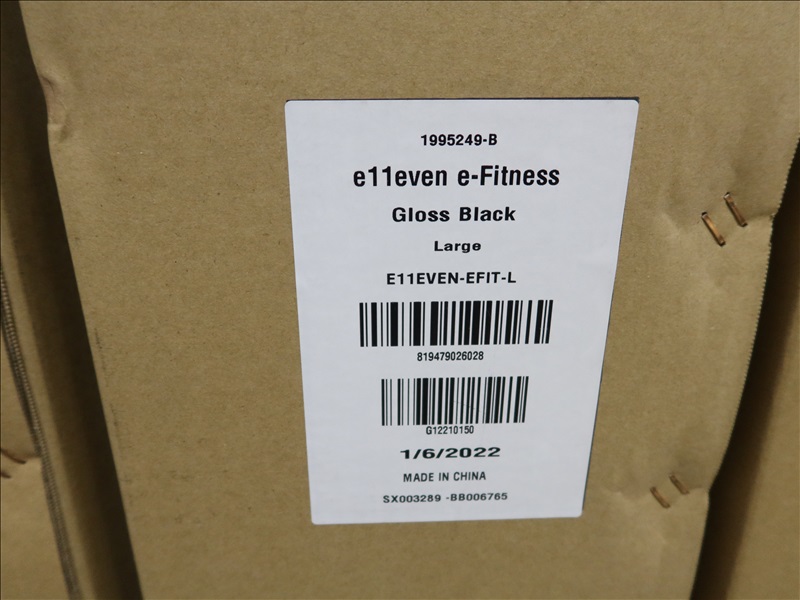 1995249-B
e11even e-Fitness
Gloss Black
Large
E11EVEN-EFIT-L
819479026028
G12210150
1/6/2022
MADE IN CHINA
SX003289 -BB006765